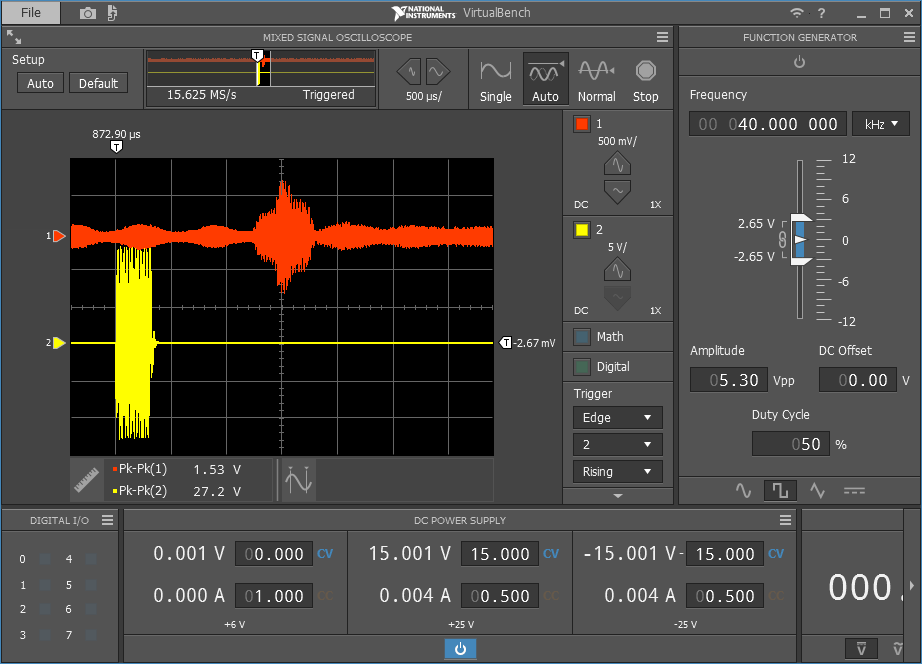 File
NATIONAL INSTRUMENTS VirtualBench
?
MIXED SIGNAL OSCILLOSCOPE
FUNCTION GENERATOR
Setup
Auto Default
T
15.625 MS/s Triggered
500 µs/
Single Auto Normal Stop
Frequency
00 040.000 000 kHz
872.90 µs
T
1
500 mV/
DC 1X
2
5 V/
DC 1X
Math
Digital
Trigger
Edge
2
Rising
1
2
T -2.67 mV
12
6
0
-6
-12
2.65 V
-2.65 V
Amplitude DC Offset
05.30 Vpp 00.00 V
Duty Cycle
050 %
Pk-Pk(1) 1.53 V
Pk-Pk(2) 27.2 V
DIGITAL I/O
0 4
1 5
2 6
3 7
DC POWER SUPPLY
0.001 V 00.000 CV 15.001 V 15.000 CV -15.001 V - 15.000 CV
0.000 A 01.000 CC 0.004 A 00.500 CC 0.004 A 00.500 CC
+6 V +25 V -25 V
000.
V V